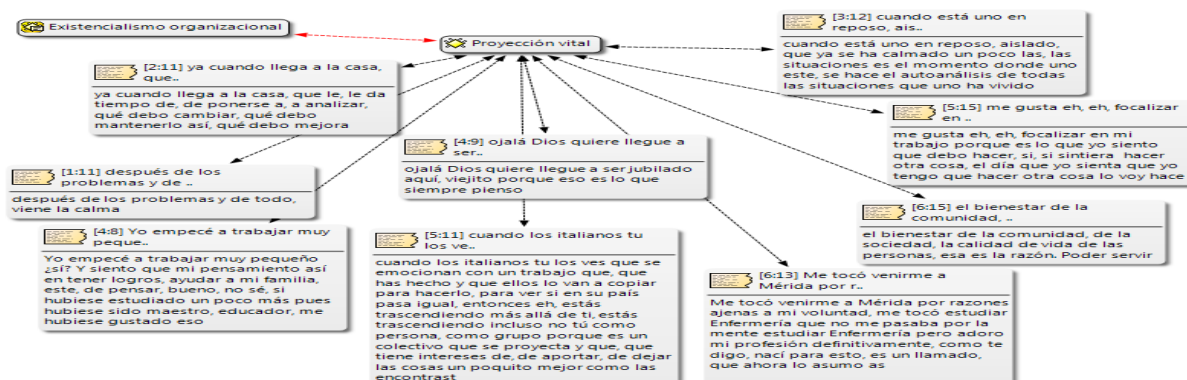 Existencialismo organizacional
Proyección vital
[3:12] cuando está uno en
reposo, ais..
cuando está uno en reposo, aislado,
que ya se ha calmado un poco las, las
situaciones es el momento donde uno
este, se hace el autoanálisis de todas
las situaciones que uno ha vivido
[2:11] ya cuando llega a la casa,
que..
ya cuando llega a la casa, que le, le da
tiempo de, de ponerse a, a analizar,
qué debo cambiar, qué debo
mantenerlo así, qué debo mejora
[5:15] me gusta eh, eh, focalizar
en ..
me gusta eh, eh, focalizar en mi
trabajo porque es lo que yo siento
que debo hacer, si, si sintiera hacer
otra cosa, el día que yo sienta que yo
tengo que hacer otra cosa lo voy hace
[4:9] ojalá Dios quiere llegue a
ser..
ojalá Dios quiere llegue a ser jubilado
aquí, viejito porque eso es lo que
siempre pienso
[1:11] después de los
problemas y de ..
después de los problemas y de todo,
viene la calma
[6:15] el bienestar de la
comunidad, ..
el bienestar de la comunidad, de la
sociedad, la calidad de vida de las
personas, esa es la razón. Poder servir
[4:8] Yo empecé a trabajar muy
peque..
Yo empecé a trabajar muy pequeño
¿sí? Y siento que mi pensamiento así
en tener logros, ayudar a mi familia,
este, de pensar, bueno, no sé, si
hubiese estudiado un poco más pues
hubiese sido maestro, educador, me
hubiese gustado eso
[5:11] cuando los italianos tu
los ve..
cuando los italianos tu los ves que se
emocionan con un trabajo que, que
has hecho y que ellos lo van a copiar
para hacerlo, para ver si en su país
pasa igual, entonces eh, estás
trascendiendo más allá de ti, estás
trascendiendo incluso no tú como
persona, como grupo porque es un
colectivo que se proyecta y que, que
tiene intereses de, de aportar, de dejar
las cosas un poquito mejor como las
encontrast
[6:13] Me tocó venirme a
Mérida por r..
Me tocó venirme a Mérida por razones
ajenas a mi voluntad, me tocó estudiar
Enfermería que no me pasaba por la
mente estudiar Enfermería pero adoro
mi profesión definitivamente, como te
digo, nací para esto, es un llamado,
que ahora lo asumo as